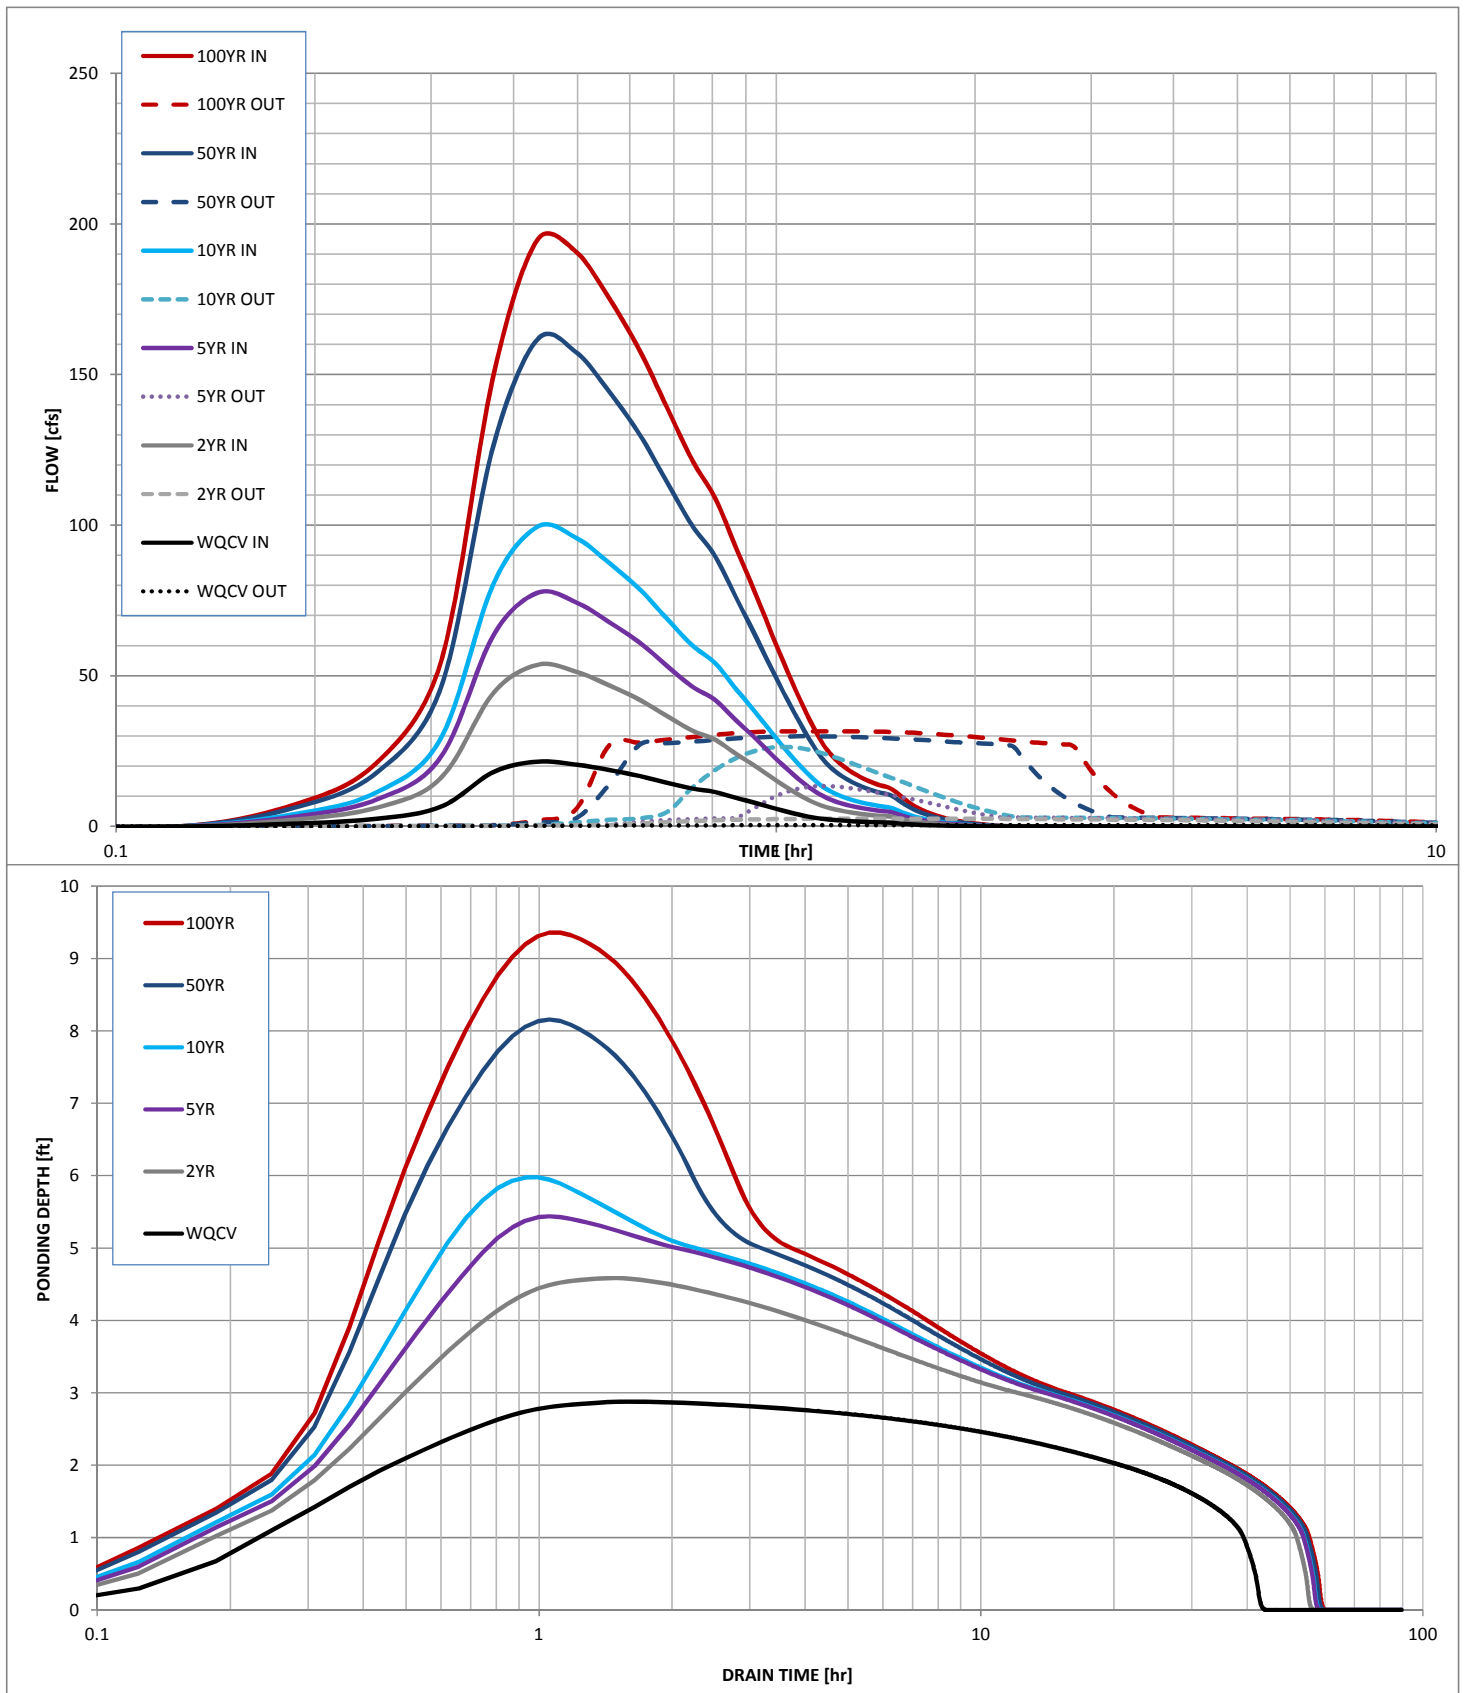 100YR IN
100YR OUT
50YR IN
50YR OUT
10YR IN
10YR OUT
5YR IN
5YR OUT
2YR IN
2YR OUT
WQCV IN
WQCV OUT
250
200
150
100
50
0
FLOW [cfs]
0.1
1
10
TIME [hr]
100YR
50YR
10YR
5YR
2YR
WQCV
10
9
8
7
6
5
4
3
2
1
0
PONDING DEPTH [ft]
0.1
1
10
100
DRAIN TIME [hr]